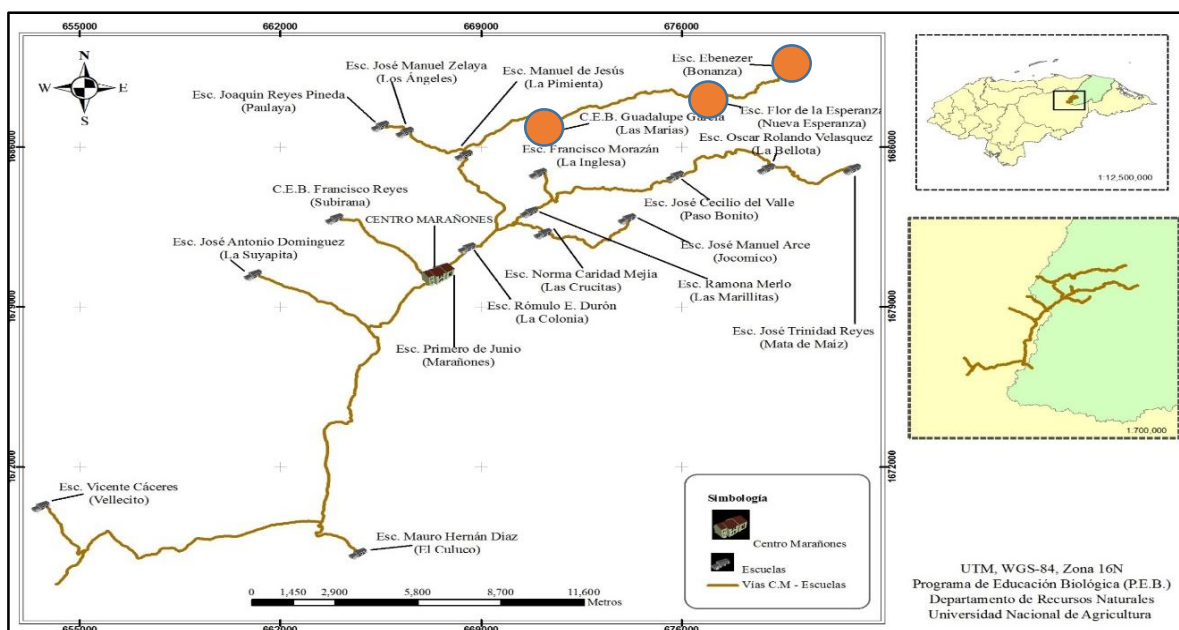 655000
662000
669000
676000
N
W
E
S
Esc. Ebenezer
(Bonanza)
Esc. José Manuel Zelaya
(Los Ángeles)
Esc. Manuel de Jesús
(La Pimienta)
Esc. Joaquin Reyes Pineda
(Paulaya)
Esc. Flor de la Esperanza
(Nueva Esperanza)
C.E.B. Guadalupe García
(Las Marias)
Esc. Oscar Rolando Velasquez
(La Bellota)
Esc. Francisco Morazán
(La Inglesa)
1686000
1686000
C.E.B. Francisco Reyes
(Subirana)
CENTRO MARAÑONES
Esc. José Cecilio del Valle
(Paso Bonito)
Esc. José Antonio Dominguez
(La Suyapita)
Esc. José Manuel Arce
(Jocomico)
Esc. Norma Caridad Mejia
(Las Crucitas)
Esc. Ramona Merlo
(Las Marillitas)
Esc. Rómulo E. Durón
(La Colonia)
1679000
1679000
Esc. José Trinidad Reyes
(Mata de Maiz)
Esc. Primero de Junio
(Marañones)
1672000
1672000
Esc. Vicente Cáceres
(Vellecito)
Esc. Mauro Hernán Diaz
(El Culuco)
0 1,450 2,900 5,800 8,700 11,600
Metros
Simbología
Centro Marañones
Escuelas
Vias C.M - Escuelas
655000
662000
669000
676000
1:12,500,000
1:700,000
UTM, WGS-84, Zona 16N
Programa de Educación Biológica (P.E.B.)
Departamento de Recursos Naturales
Universidad Nacional de Agricultura